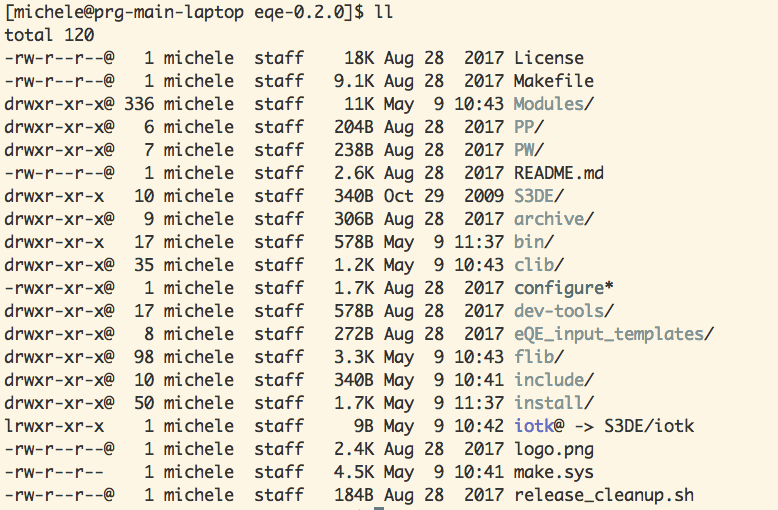 [michele@prg-main-laptop eqe-0.2.0]$ ll
total 120
-rw-r--r--@   1 michele  staff    18K Aug 28  2017 License
-rw-r--r--@   1 michele  staff   9.1K Aug 28  2017 Makefile
drwxr-xr-x@ 336 michele  staff    11K May  9 10:43 Modules/
drwxr-xr-x@   6 michele  staff   204B Aug 28  2017 PP/
drwxr-xr-x@   7 michele  staff   238B Aug 28  2017 PW/
-rw-r--r--@   1 michele  staff   2.6K Aug 28  2017 README.md
drwxr-xr-x   10 michele  staff   340B Oct 29  2009 S3DE/
drwxr-xr-x@   9 michele  staff   306B Aug 28  2017 archive/
drwxr-xr-x   17 michele  staff   578B May  9 11:37 bin/
drwxr-xr-x@  35 michele  staff   1.2K May  9 10:43 clib/
-rwxr-xr-x@   1 michele  staff   1.7K Aug 28  2017 configure*
drwxr-xr-x@  17 michele  staff   578B Aug 28  2017 dev-tools/
drwxr-xr-x@   8 michele  staff   272B Aug 28  2017 eQE_input_templates/
drwxr-xr-x@  98 michele  staff   3.3K May  9 10:43 flib/
drwxr-xr-x@  10 michele  staff   340B May  9 10:41 include/
drwxr-xr-x@  50 michele  staff   1.7K May  9 11:37 install/
lrwxr-xr-x    1 michele  staff     9B May  9 10:42 iotk@ -> S3DE/iotk
-rw-r--r--@   1 michele  staff   2.4K Aug 28  2017 logo.png
-rw-r--r--    1 michele  staff   4.5K May  9 10:41 make.sys
-rw-r--r--@   1 michele  staff   184B Aug 28  2017 release_cleanup.sh